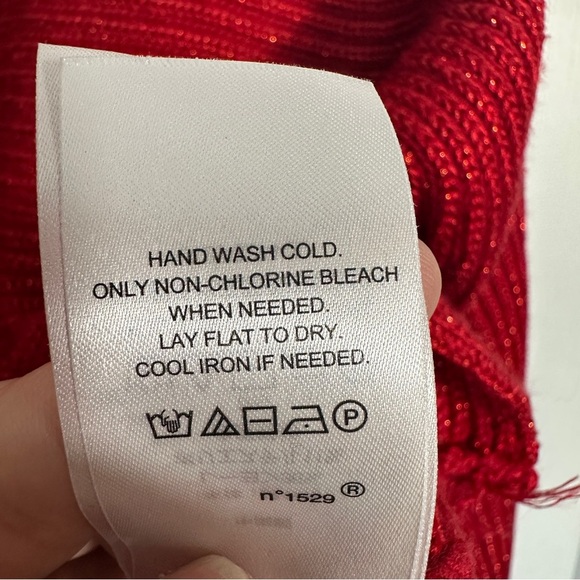 HAND WASH COLD.
ONLY NON-CHLORINE BLEACH
WHEN NEEDED.
LAY FLAT TO DRY.
COOL IRON IF NEEDED.
P
n°1529®